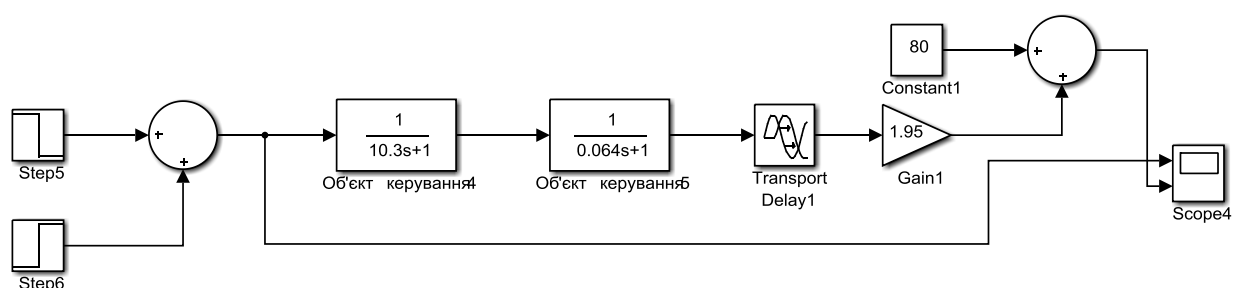 80
Constant1
Step5
1
10.3s+1
Об'єкт керування4
1
0.064s+1
Об'єкт керування5
Transport
Delay1
1.95
Gain1
Scope4
Step6
+
+
+
+